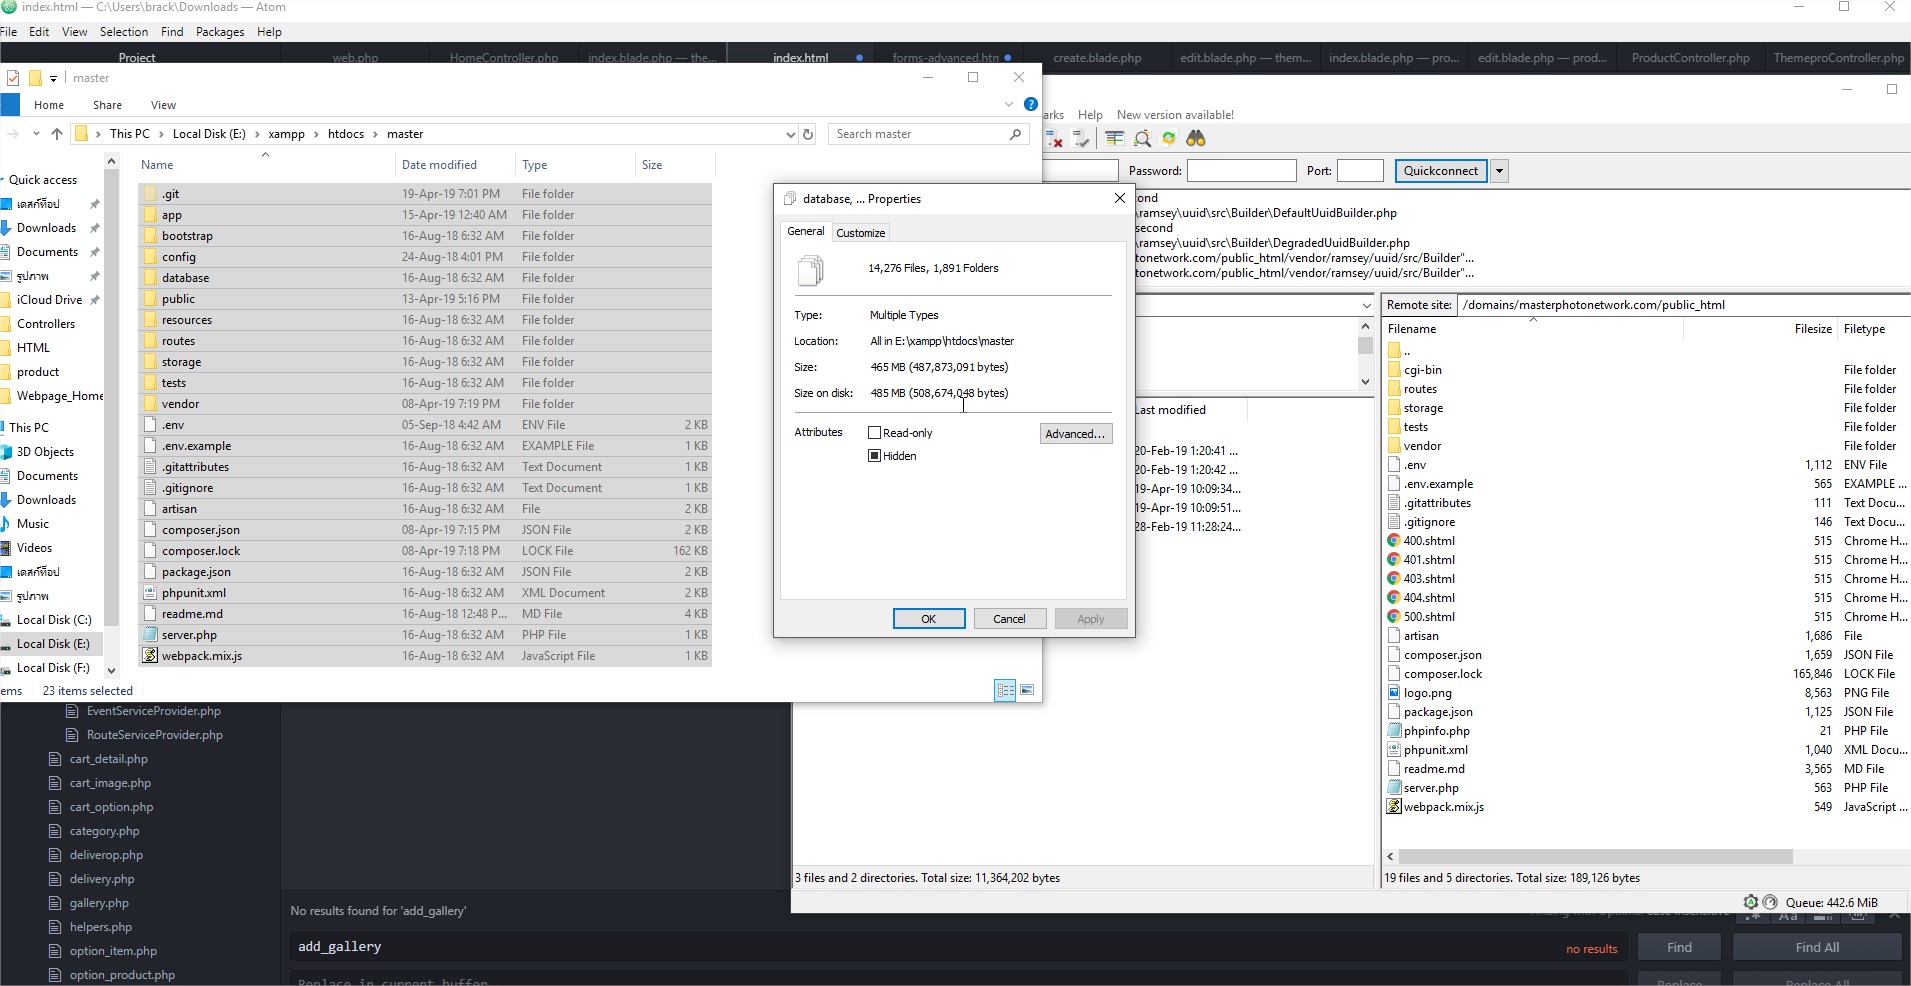 index.html — C:\Users\brack\Downloads — Atom
File Edit View Selection Find Packages Help
Project web.php HomeController.php index.blade.php — the... index.html forms-advanced.htm create.blade.php edit.blade.php — them... index.blade.php — pro... edit.blade.php — prod... ProductController.php ThemeproController.php
master
Home Share View
This PC > Local Disk (E:) > xampp > htdocs > master
Search master
Name Date modified Type Size
Quick access
เดสก์ท็อป
Downloads
Documents
รูปภาพ
iCloud Drive
Controllers
HTML
product
Webpage_Home
This PC
3D Objects
Documents
Downloads
Music
Videos
เดสก์ท็อป
รูปภาพ
Local Disk (C:)
Local Disk (E:)
Local Disk (F:)
.git 19-Apr-19 7:01 PM File folder
app 15-Apr-19 12:40 AM File folder
bootstrap 16-Aug-18 6:32 AM File folder
config 24-Aug-18 4:01 PM File folder
database 16-Aug-18 6:32 AM File folder
public 13-Apr-19 5:16 PM File folder
resources 16-Aug-18 6:32 AM File folder
routes 16-Aug-18 6:32 AM File folder
storage 16-Aug-18 6:32 AM File folder
tests 16-Aug-18 6:32 AM File folder
vendor 08-Apr-19 7:19 PM File folder
.env 05-Sep-18 4:42 AM ENV File 2 KB
.env.example 16-Aug-18 6:32 AM EXAMPLE File 1 KB
.gitattributes 16-Aug-18 6:32 AM Text Document 1 KB
.gitignore 16-Aug-18 6:32 AM Text Document 1 KB
artisan 16-Aug-18 6:32 AM File 2 KB
composer.json 08-Apr-19 7:15 PM JSON File 2 KB
composer.lock 08-Apr-19 7:18 PM LOCK File 162 KB
package.json 16-Aug-18 6:32 AM JSON File 2 KB
phpunit.xml 16-Aug-18 6:32 AM XML Document 2 KB
readme.md 16-Aug-18 12:48 P... MD File 4 KB
server.php 16-Aug-18 6:32 AM PHP File 1 KB
webpack.mix.js 16-Aug-18 6:32 AM JavaScript File 1 KB
ems 23 items selected
database, ... Properties
General Customize
14,276 Files, 1,891 Folders
Type: Multiple Types
Location: All in E:\xampp\htdocs\master
Size: 465 MB (487,873,091 bytes)
Size on disk: 485 MB (508,674,048 bytes)
Attributes Read-only Advanced...
Hidden
OK Cancel Apply
arks Help New version available!
Password: Port: Quickconnect
ond
\ramsey\uuid\src\Builder\DefaultUuidBuilder.php
second
\ramsey\uuid\src\Builder\DegradedUuidBuilder.php
tonetwork.com/public_html/vendor/ramsey/uuid/src/Builder"...
tonetwork.com/public_html/vendor/ramsey/uuid/src/Builder"...
Last modified
20-Feb-19 1:20:41 ...
20-Feb-19 1:20:42 ...
19-Apr-19 10:09:34...
19-Apr-19 10:09:51...
28-Feb-19 11:28:24...
3 files and 2 directories. Total size: 11,364,202 bytes
Remote site: /domains/masterphotonetwork.com/public_html
Filename Filesize Filetype
..
cgi-bin File folder
routes File folder
storage File folder
tests File folder
vendor File folder
.env 1,112 ENV File
.env.example 565 EXAMPLE ...
.gitattributes 111 Text Docu...
.gitignore 146 Text Docu...
400.shtml 515 Chrome H...
401.shtml 515 Chrome H...
403.shtml 515 Chrome H...
404.shtml 515 Chrome H...
500.shtml 515 Chrome H...
artisan 1,686 File
composer.json 1,659 JSON File
composer.lock 165,846 LOCK File
logo.png 8,563 PNG File
package.json 1,125 JSON File
phpinfo.php 21 PHP File
phpunit.xml 1,040 XML Docu...
readme.md 3,565 MD File
server.php 563 PHP File
webpack.mix.js 549 JavaScript ...
19 files and 5 directories. Total size: 189,126 bytes
Queue: 442.6 MiB
EventServiceProvider.php
RouteServiceProvider.php
cart_detail.php
cart_image.php
cart_option.php
category.php
deliverop.php
delivery.php
gallery.php
helpers.php
option_item.php
option_product.php
No results found for 'add_gallery'
add_gallery no results Find Find All
Replace in current buffer Replace Replace All